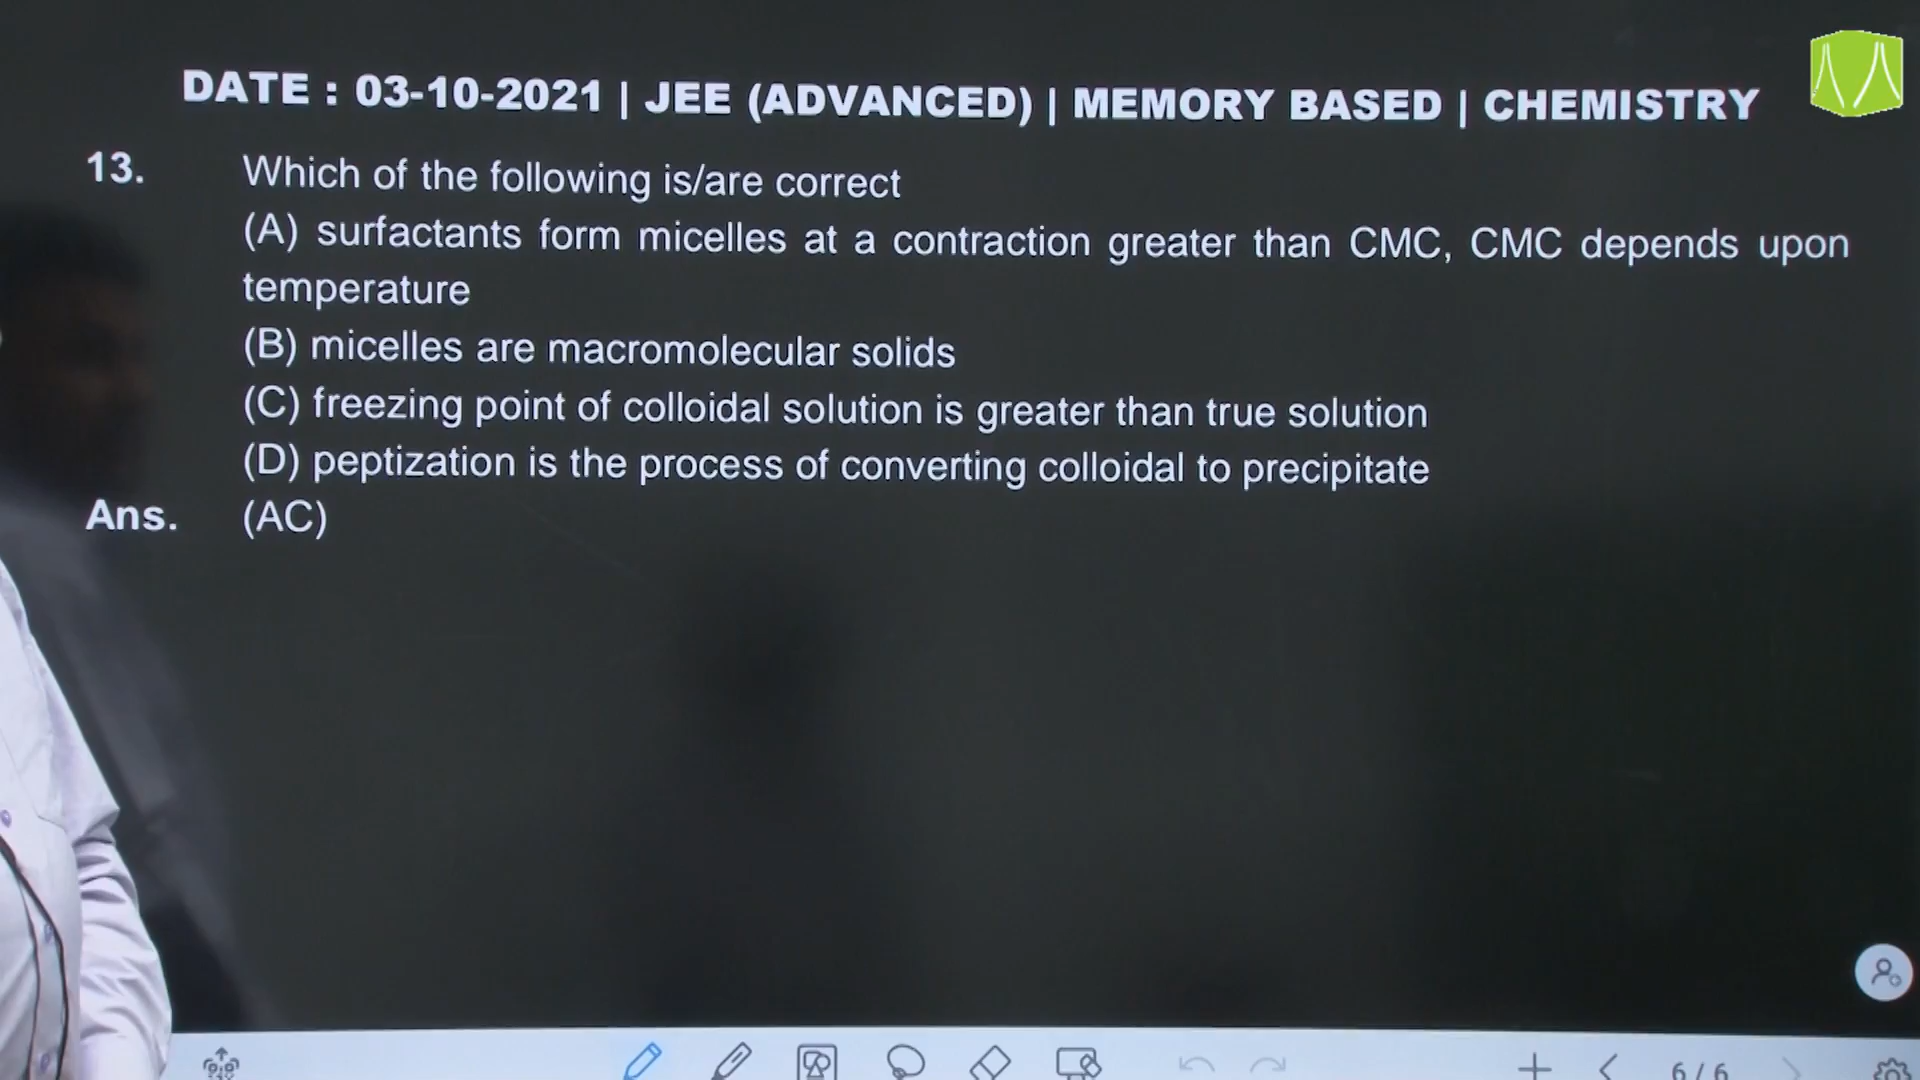 DATE : 03-10-2021 | JEE (ADVANCED) | MEMORY BASED | CHEMISTRY
13. Which of the following is/are correct
(A) surfactants form micelles at a contraction greater than CMC, CMC depends upon
temperature
(B) micelles are macromolecular solids
(C) freezing point of colloidal solution is greater than true solution
(D) peptization is the process of converting colloidal to precipitate
Ans. (AC)
6/6